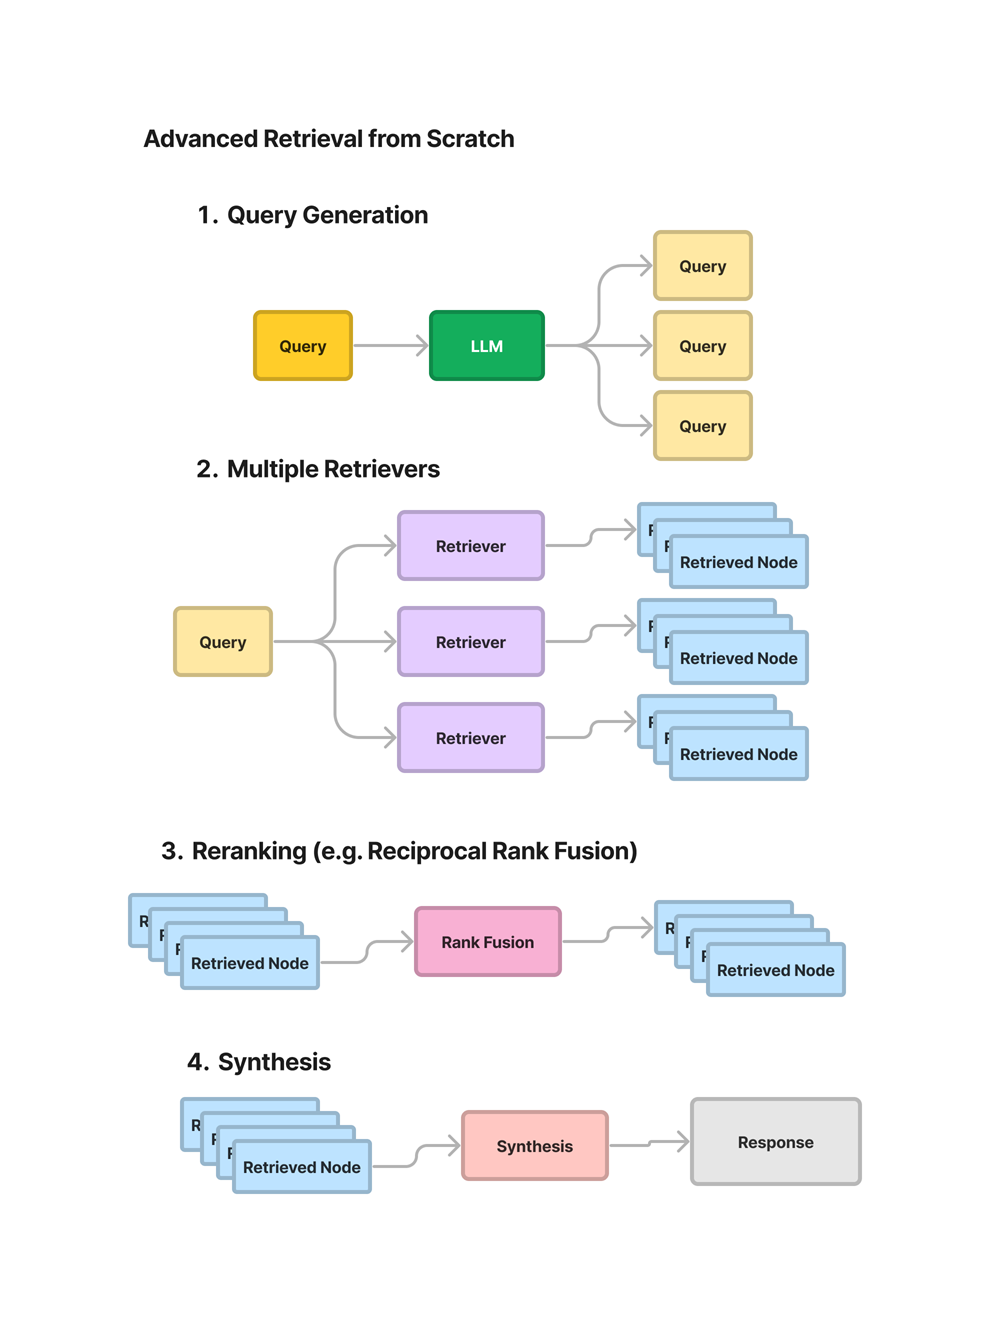 Advanced Retrieval from Scratch
1. Query Generation
Query
LLM
Query
Query
Query
2. Multiple Retrievers
Query
Retriever
Retriever
Retriever
R
R
Retrieved Node
R
R
Retrieved Node
R
R
Retrieved Node
3. Reranking (e.g. Reciprocal Rank Fusion)
R
R
R
Retrieved Node
Rank Fusion
R
R
R
Retrieved Node
4. Synthesis
R
R
R
Retrieved Node
Synthesis
Response